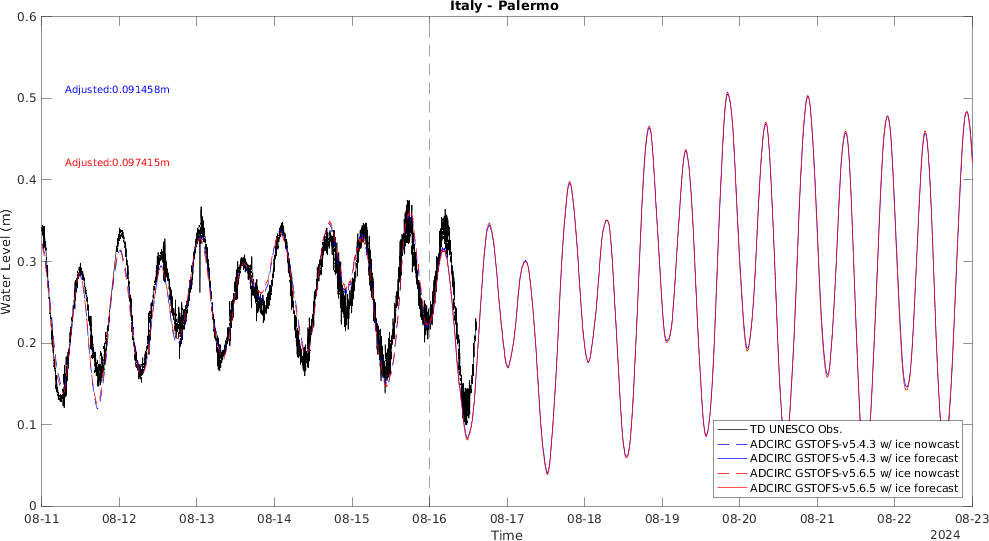 Italy - Palermo
0.6
0.5
0.4
0.3
0.2
0.1
0
Water Level (m)
Adjusted:0.091458m
Adjusted:0.097415m
TD UNESCO Obs.
ADCIRC GSTOFS-v5.4.3 w/ ice nowcast
ADCIRC GSTOFS-v5.4.3 w/ ice forecast
ADCIRC GSTOFS-v5.6.5 w/ ice nowcast
ADCIRC GSTOFS-v5.6.5 w/ ice forecast
08-11 08-12 08-13 08-14 08-15 08-16 08-17 08-18 08-19 08-20 08-21 08-22 08-23
Time
2024